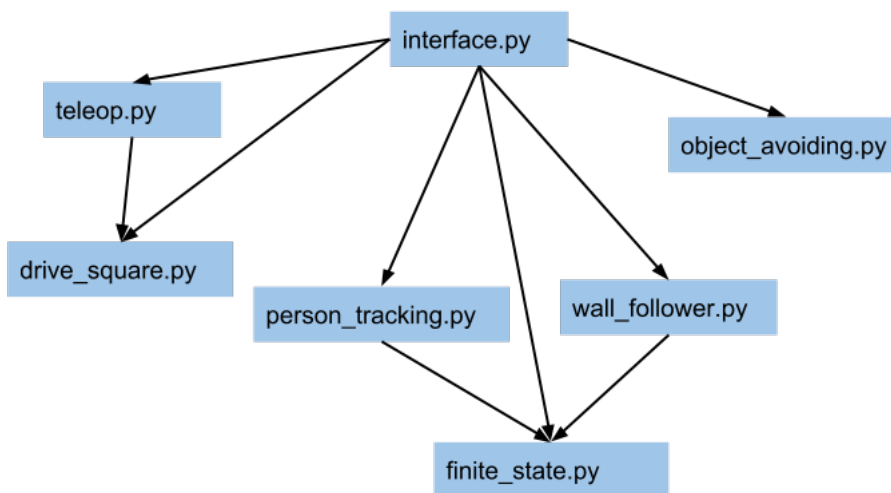 interface.py
teleop.py
object_avoiding.py
drive_square.py
person_tracking.py
wall_follower.py
finite_state.py